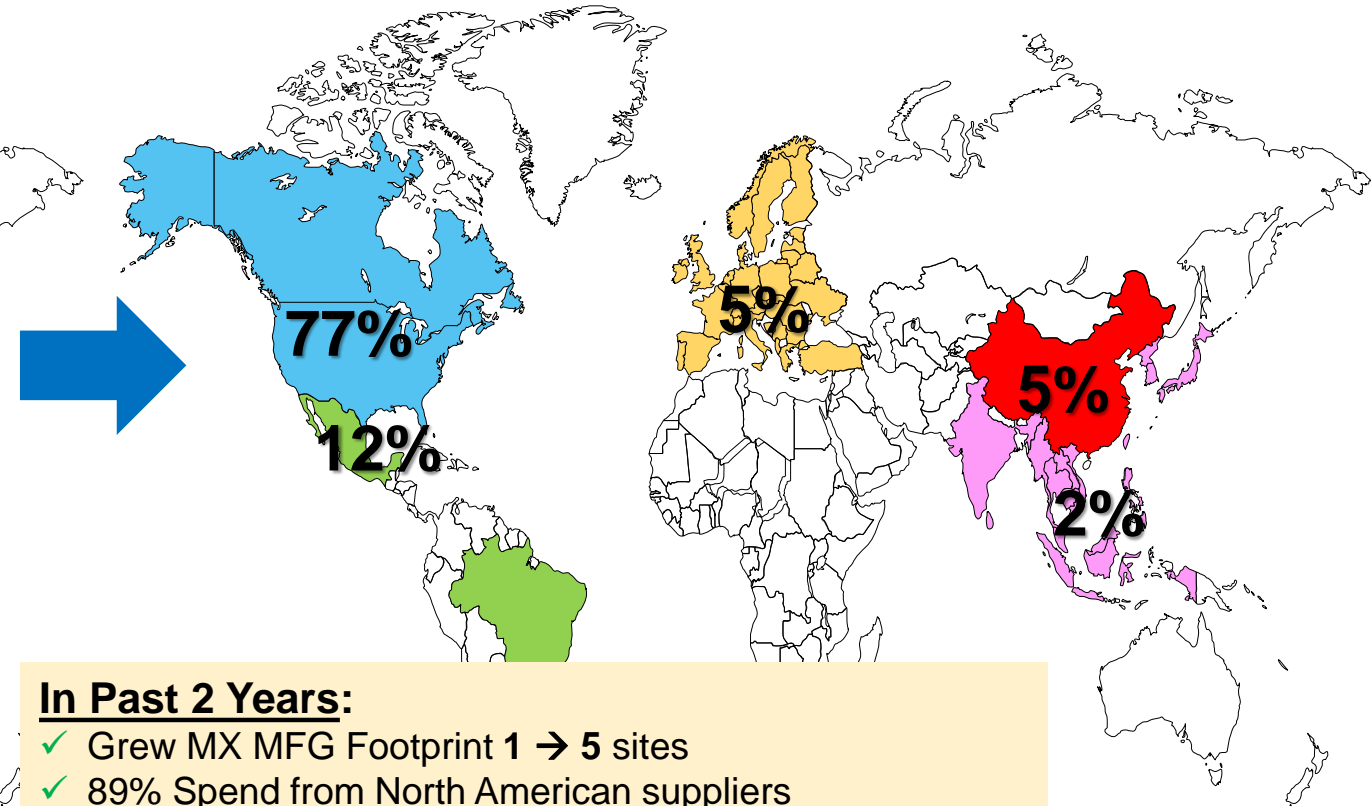 77%
5%
5%
12%
2%
In Past 2 Years:
✓ Grew MX MFG Footprint 1 → 5 sites
✓ 89% Spend from North American suppliers